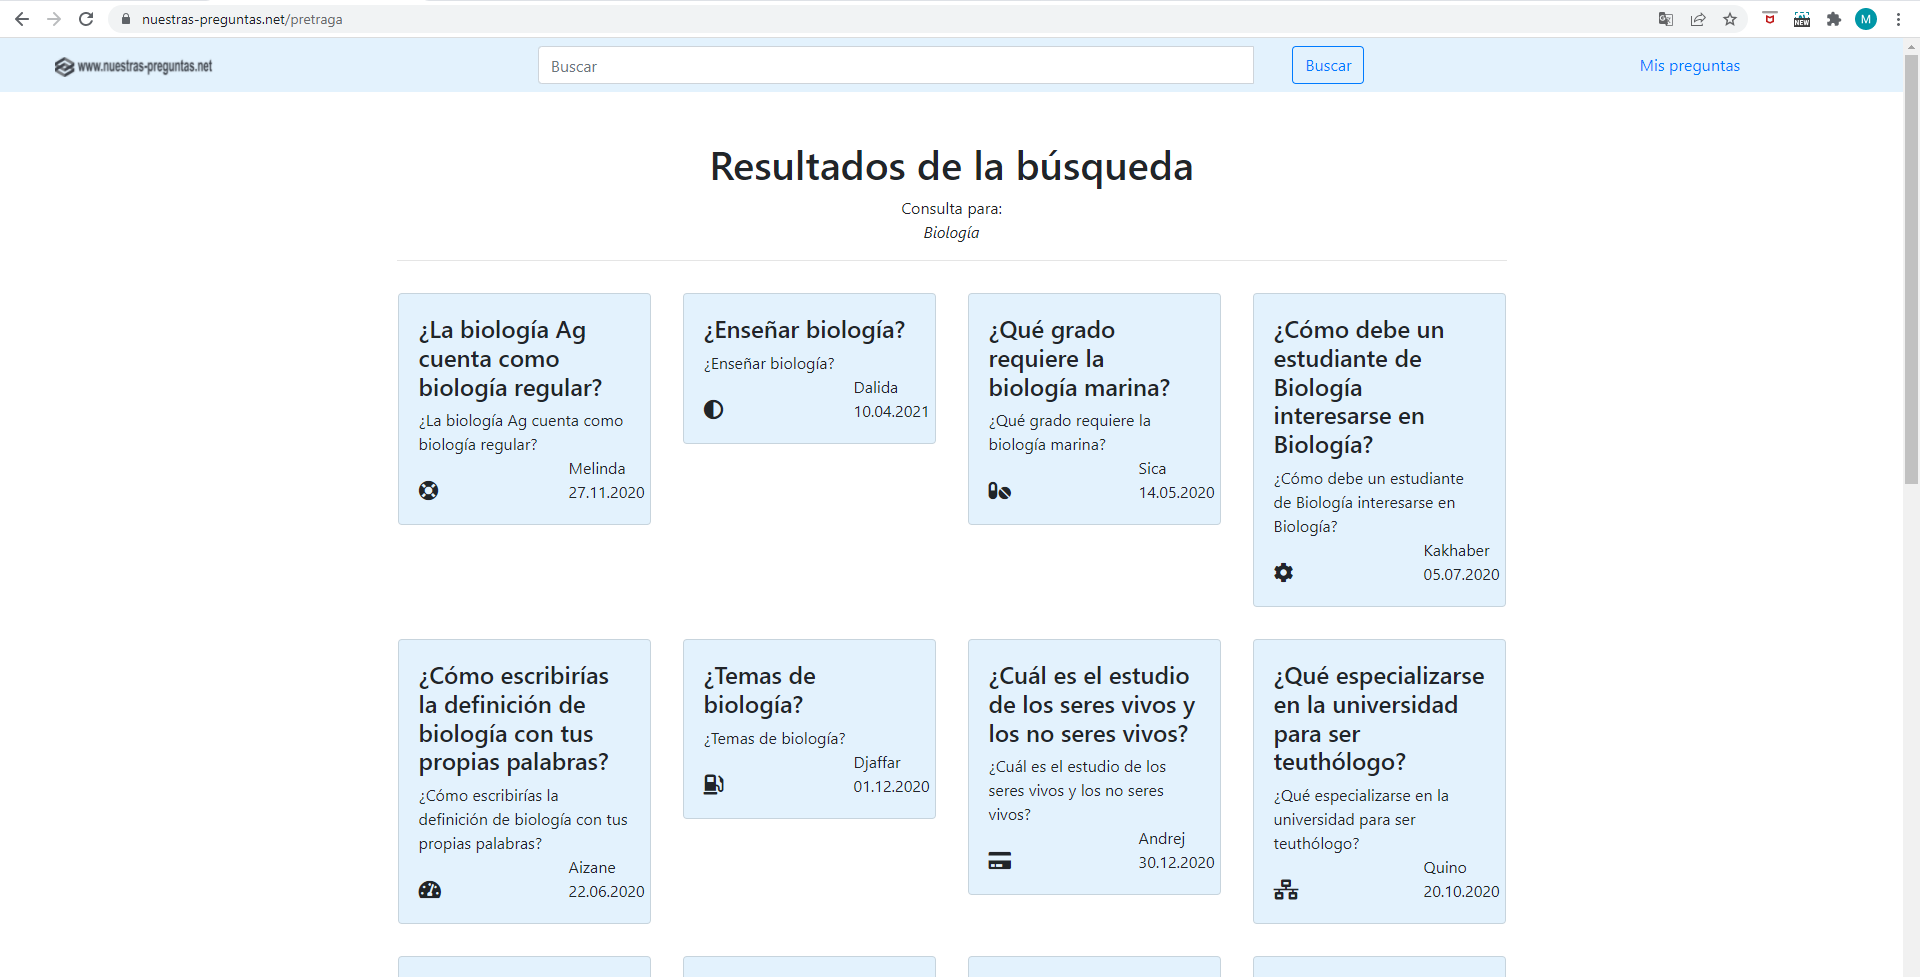 nuestras-preguntas.net/pretraga
M
NEW
www.nuestras-preguntas.net
Buscar
Buscar
Mis preguntas
Resultados de la búsqueda
Consulta para:
Biología
¿La biología Ag
cuenta como
biología regular?
¿La biología Ag cuenta como
biología regular?
Melinda
27.11.2020
¿Enseñar biología?
¿Enseñar biología?
Dalida
10.04.2021
¿Qué grado
requiere la
biología marina?
¿Qué grado requiere la
biología marina?
Sica
14.05.2020
¿Cómo debe un
estudiante de
Biología
interesarse en
Biología?
¿Cómo debe un estudiante
de Biología interesarse en
Biología?
Kakhaber
05.07.2020
¿Cómo escribirías
la definición de
biología con tus
propias palabras?
¿Cómo escribirías la
definición de biología con tus
propias palabras?
Aizane
22.06.2020
¿Temas de
biología?
¿Temas de biología?
Djaffar
01.12.2020
¿Cuál es el estudio
de los seres vivos y
los no seres vivos?
¿Cuál es el estudio de los
seres vivos y los no seres
vivos?
Andrej
30.12.2020
¿Qué especializarse
en la universidad
para ser
teuthólogo?
¿Qué especializarse en la
universidad para ser
teuthólogo?
Quino
20.10.2020